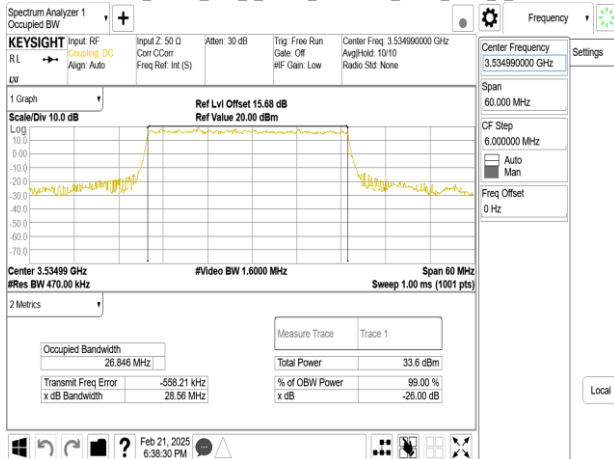 Spectrum Analyzer 1
Occupied BW
Frequency
KEYSIGHT
RL
LXI
Input: RF
Coupling: DC
Align: Auto
Input Z: 50 Ω
Corr CCorr
Freq Ref: Int (S)
Atten: 30 dB
Trig: Free Run
Gate: Off
#IF Gain: Low
Center Freq: 3.534990000 GHz
Avg|Hold: 10/10
Radio Std: None
Center Frequency
3.534990000 GHz
Settings
Span
60.000 MHz
CF Step
6.000000 MHz
Auto
Man
Freq Offset
0 Hz
Local
1 Graph
Scale/Div 10.0 dB
Ref Lvl Offset 15.68 dB
Ref Value 20.00 dBm
Log
10.0
0.00
-10.0
-20.0
-30.0
-40.0
-50.0
-60.0
-70.0
Center 3.53499 GHz
#Video BW 1.6000 MHz
Span 60 MHz
#Res BW 470.00 kHz
Sweep 1.00 ms (1001 pts)
2 Metrics
Measure Trace Trace 1
Occupied Bandwidth
26.846 MHz
Total Power 33.6 dBm
Transmit Freq Error -558.21 kHz
% of OBW Power 99.00 %
x dB Bandwidth 28.56 MHz
x dB -26.00 dB
?
Feb 21, 2025
6:38:30 PM